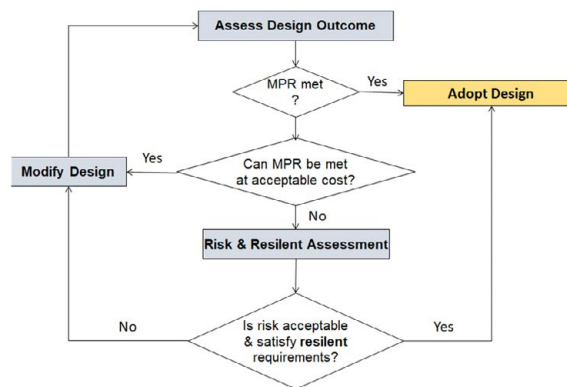 Assess Design Outcome
MPR met
?
Yes
Adopt Design
Can MPR be met
at acceptable cost?
Yes
Modify Design
No
Risk & Resilent Assessment
Is risk acceptable
& satisfy resilent
requirements?
No
Yes